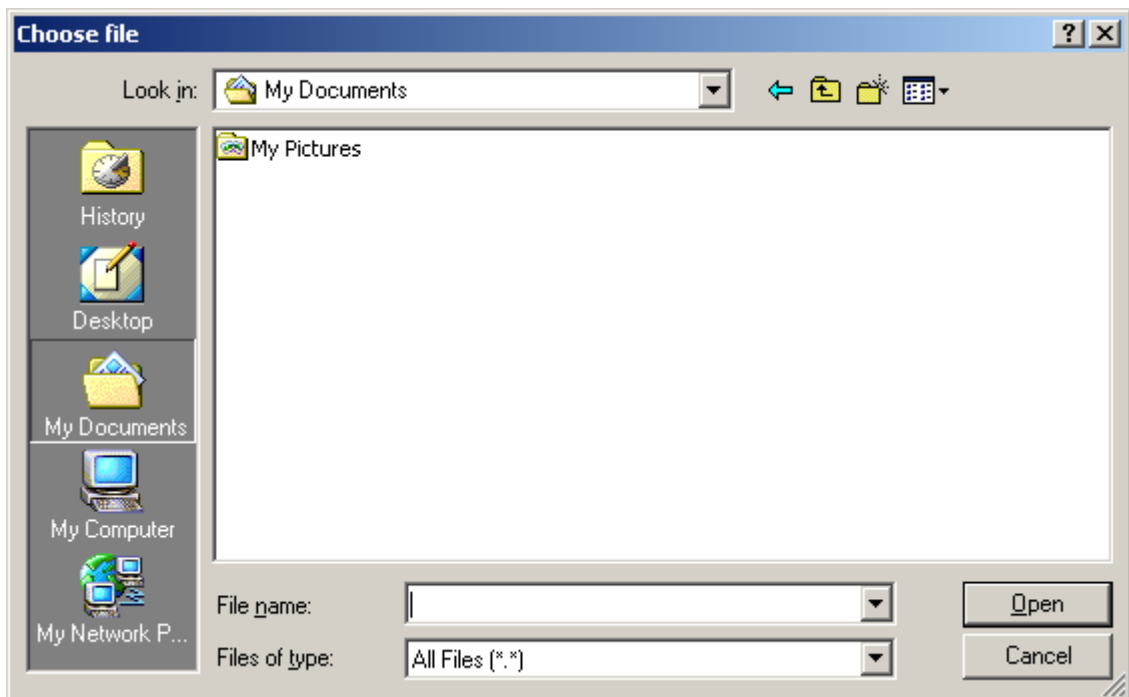 Choose file
Look in:
My Documents
My Pictures
History
Desktop
My Documents
My Computer
My Network P...
File name:
Open
Files of type:
All Files (*.*)
Cancel